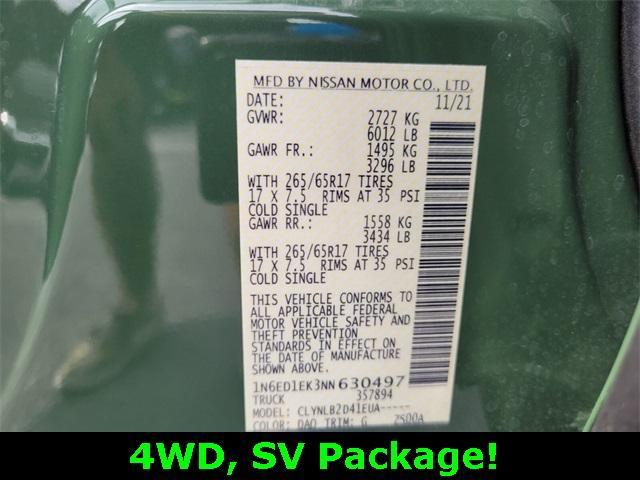 MFD BY NISSAN MOTOR CO., LTD.
DATE: 11/21
GVWR: 2727 KG
6012 LB
GAWR FR.: 1495 KG
3296 LB
WITH 265/65R17 TIRES
17 X 7.5 RIMS AT 35 PSI
COLD SINGLE
GAWR RR.: 1558 KG
3434 LB
WITH 265/65R17 TIRES
17 X 7.5 RIMS AT 35 PSI
COLD SINGLE
THIS VEHICLE CONFORMS TO
ALL APPLICABLE FEDERAL
MOTOR VEHICLE SAFETY AND
THEFT PREVENTION
STANDARDS IN EFFECT ON
THE DATE OF MANUFACTURE
SHOWN ABOVE.
1N6ED1EK3NN630497
TRUCK 357894
MODEL: CLYNLB2D41EUA-----
COLOR: DAQ TRIM: G 2500A
4WD, SV Package!